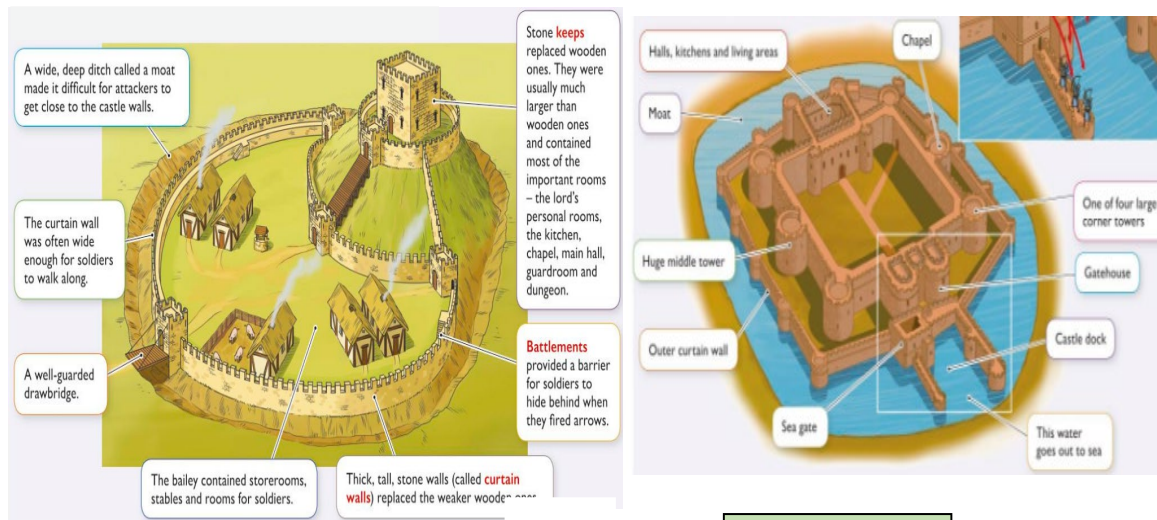 A wide, deep ditch called a moat
made it difficult for attackers to
get close to the castle walls.
The curtain wall
was often wide
enough for soldiers
to walk along.
A well-guarded
drawbridge.
The bailey contained storerooms,
stables and rooms for soldiers.
Thick, tall, stone walls (called curtain
walls) replaced the weaker wooden ones.
Stone keeps
replaced wooden
ones. They were
usually much
larger than
wooden ones
and contained
most of the
important rooms
– the lord's
personal rooms,
the kitchen,
chapel, main hall,
guardroom and
dungeon.
Battlements
provided a barrier
for soldiers to
hide behind when
they fired arrows.
Halls, kitchens and living areas
Chapel
Moat
One of four large
corner towers
Huge middle tower
Gatehouse
Outer curtain wall
Castle dock
Sea gate
This water
goes out to sea